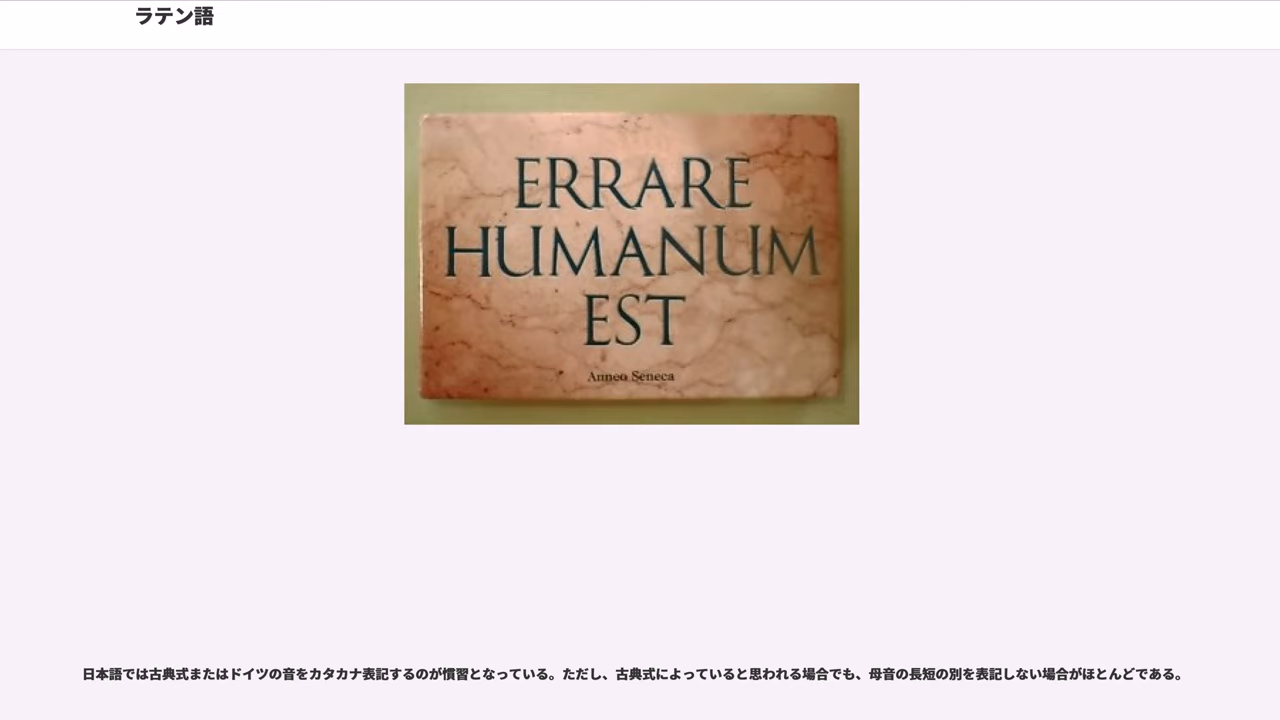 ラテン語
ERRARE
HUMANUM
EST
Anneo Seneca
日本語では古典式またはドイツの音をカタカナ表記するのが慣習となっている。ただし、古典式によっていると思われる場合でも、母音の長短の別を表記しない場合がほとんどである。